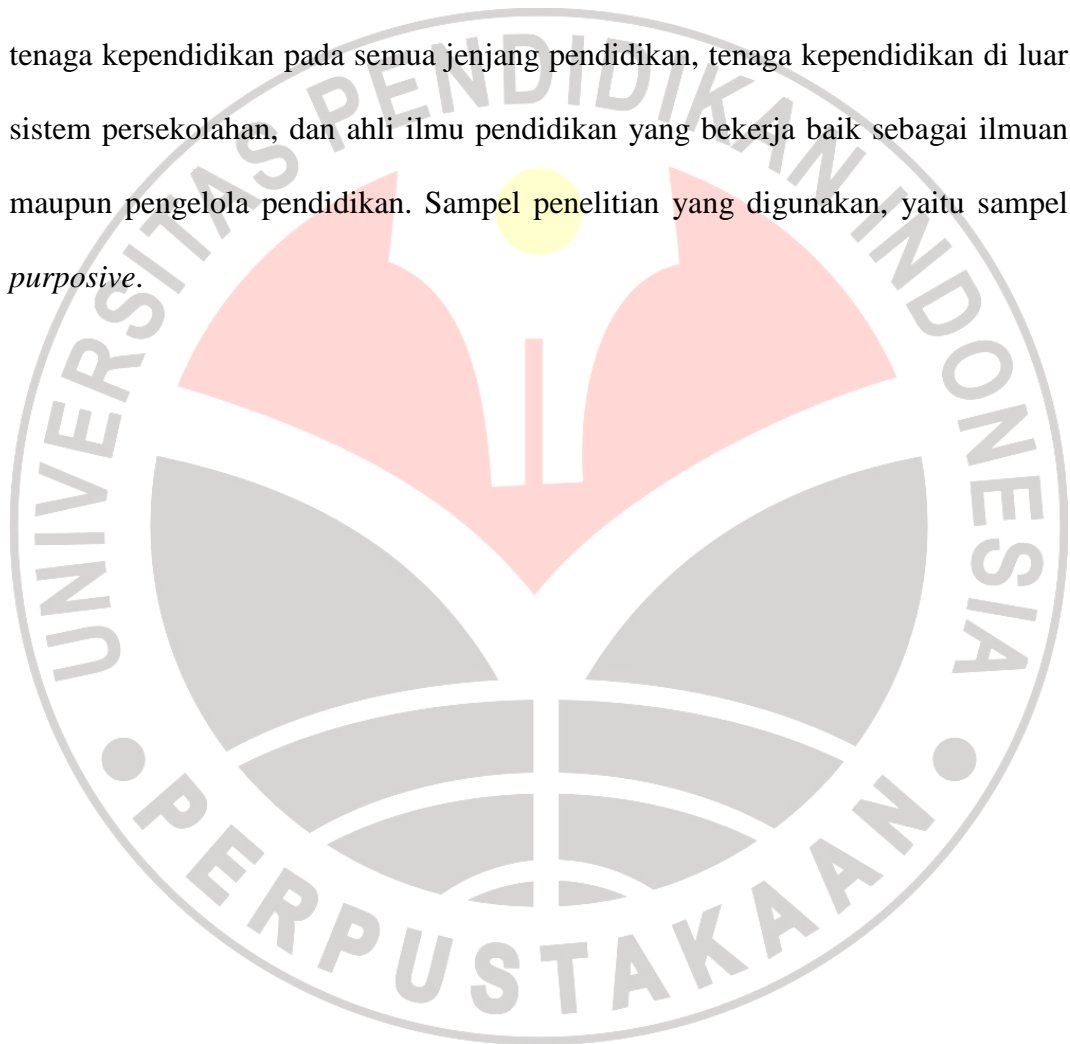 tenaga kependidikan pada semua jenjang pendidikan, tenaga kependidikan di luar
sistem persekolahan, dan ahli ilmu pendidikan yang bekerja baik sebagai ilmuan
maupun pengelola pendidikan. Sampel penelitian yang digunakan, yaitu sampel
purposive.
UNIVERSITAS PENDIDIKAN INDONESIA
PERPUSTAKAAN